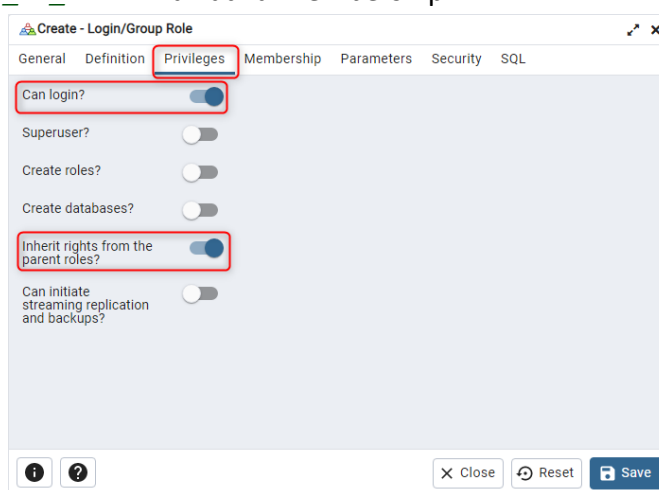 Create - Login/Group Role
General Definition Privileges Membership Parameters Security SQL
Can login?
Superuser?
Create roles?
Create databases?
Inherit rights from the
parent roles?
Can initiate
streaming replication
and backups?
Close Reset Save